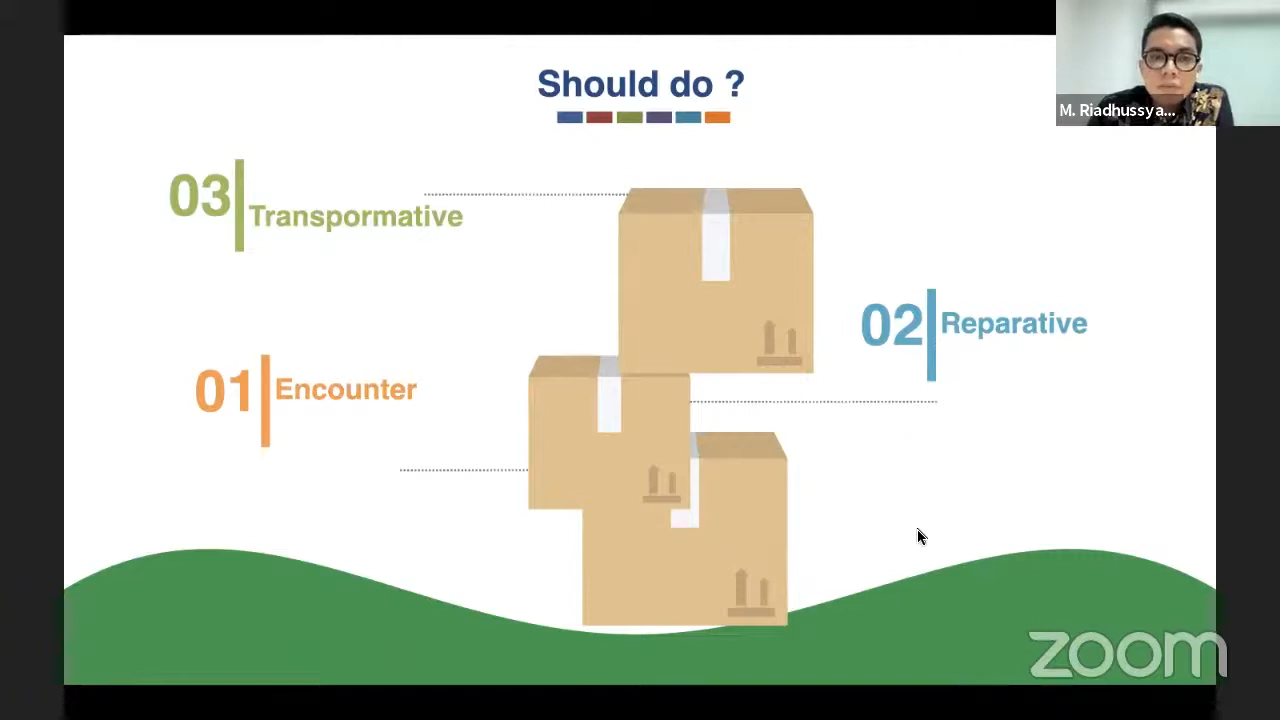 Should do ?
M. Riadhussya...
03
Transpormative
02
Reparative
01
Encounter
zoom